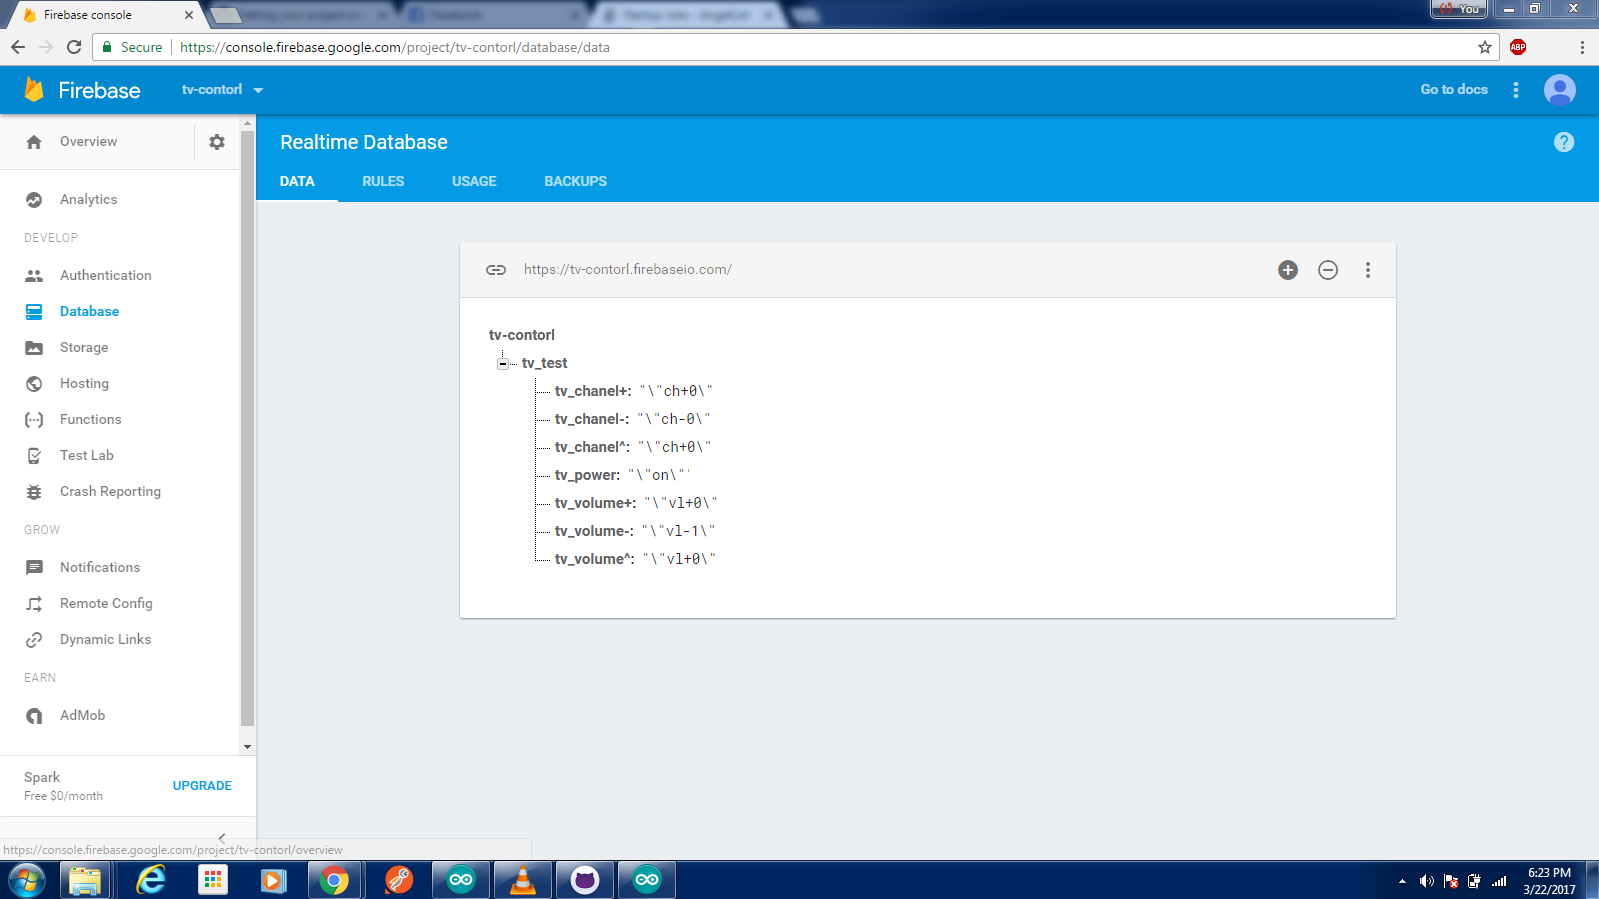 Firebase console
You
Secure
https://console.firebase.google.com/project/tv-contorl/database/data
ABP
Firebase
tv-contorl
Go to docs
Overview
Realtime Database
?
DATA
RULES
USAGE
BACKUPS
Analytics
DEVELOP
Authentication
Database
Storage
Hosting
Functions
Test Lab
Crash Reporting
GROW
Notifications
Remote Config
Dynamic Links
EARN
AdMob
Spark
Free $0/month
UPGRADE
https://tv-contorl.firebaseio.com/
tv-contorl
tv_test
tv_chanel+: "\"ch+0\"
tv_chanel-: "\"ch-0\"
tv_chanel^: "\"ch+0\"
tv_power: "\"on\"'
tv_volume+: "\"vl+0\"
tv_volume-: "\"vl-1\"
tv_volume^: "\"vl+0\"
https://console.firebase.google.com/project/tv-contorl/overview
6:23 PM
3/22/2017